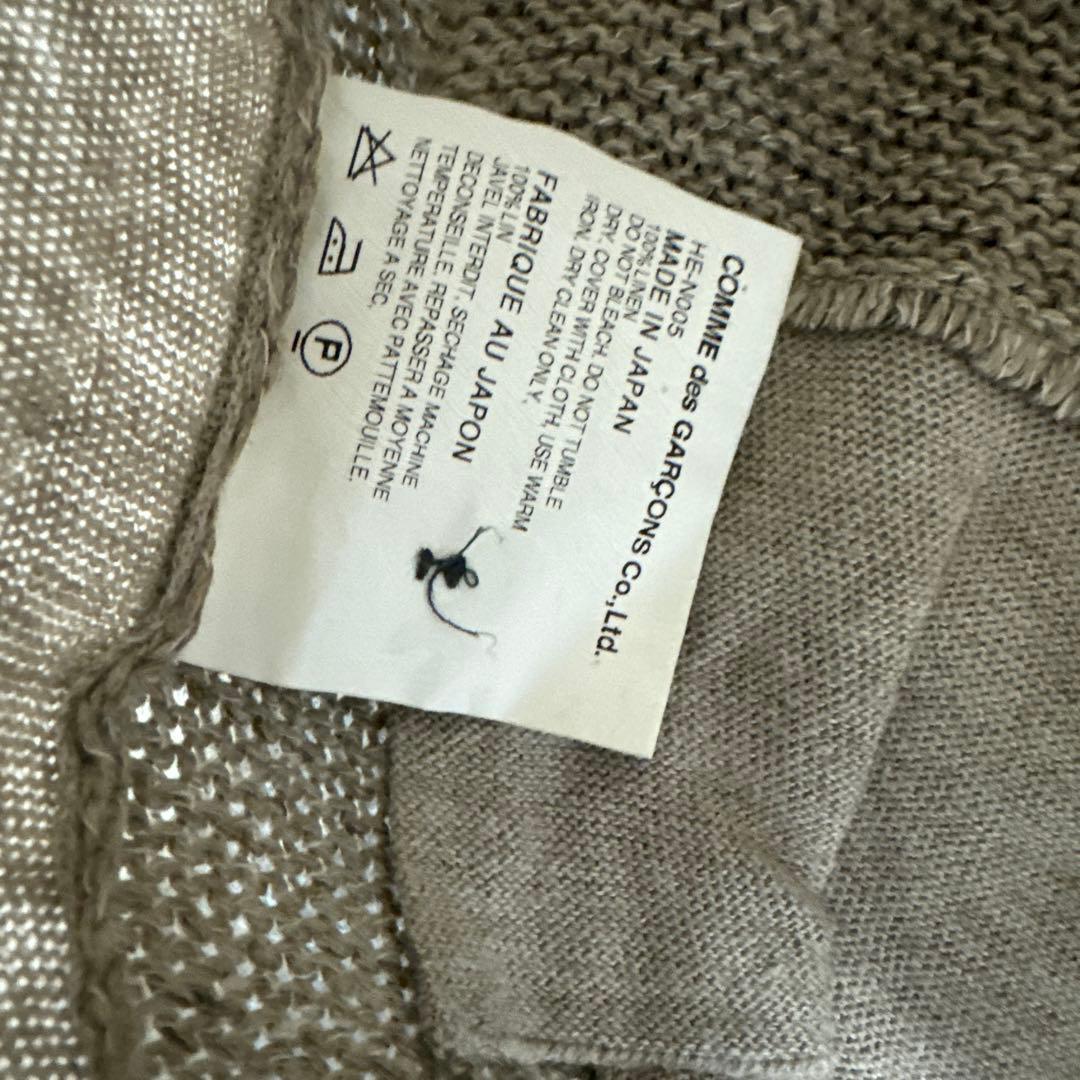 COMME des GARÇONS Co.,Ltd.
HE-N005
MADE IN JAPAN
100% LINEN
DO NOT BLEACH. DO NOT TUMBLE
DRY. COVER WITH CLOTH, USE WARM
IRON. DRY CLEAN ONLY.
FABRIQUE AU JAPON
100% LIN
JAVEL INTERDIT. SECHAGE MACHINE
DECONSEILLE, REPASSER A MOYENNE
TEMPERATURE AVEC PATTEMOUILLE.
NETTOYAGE A SEC.
P